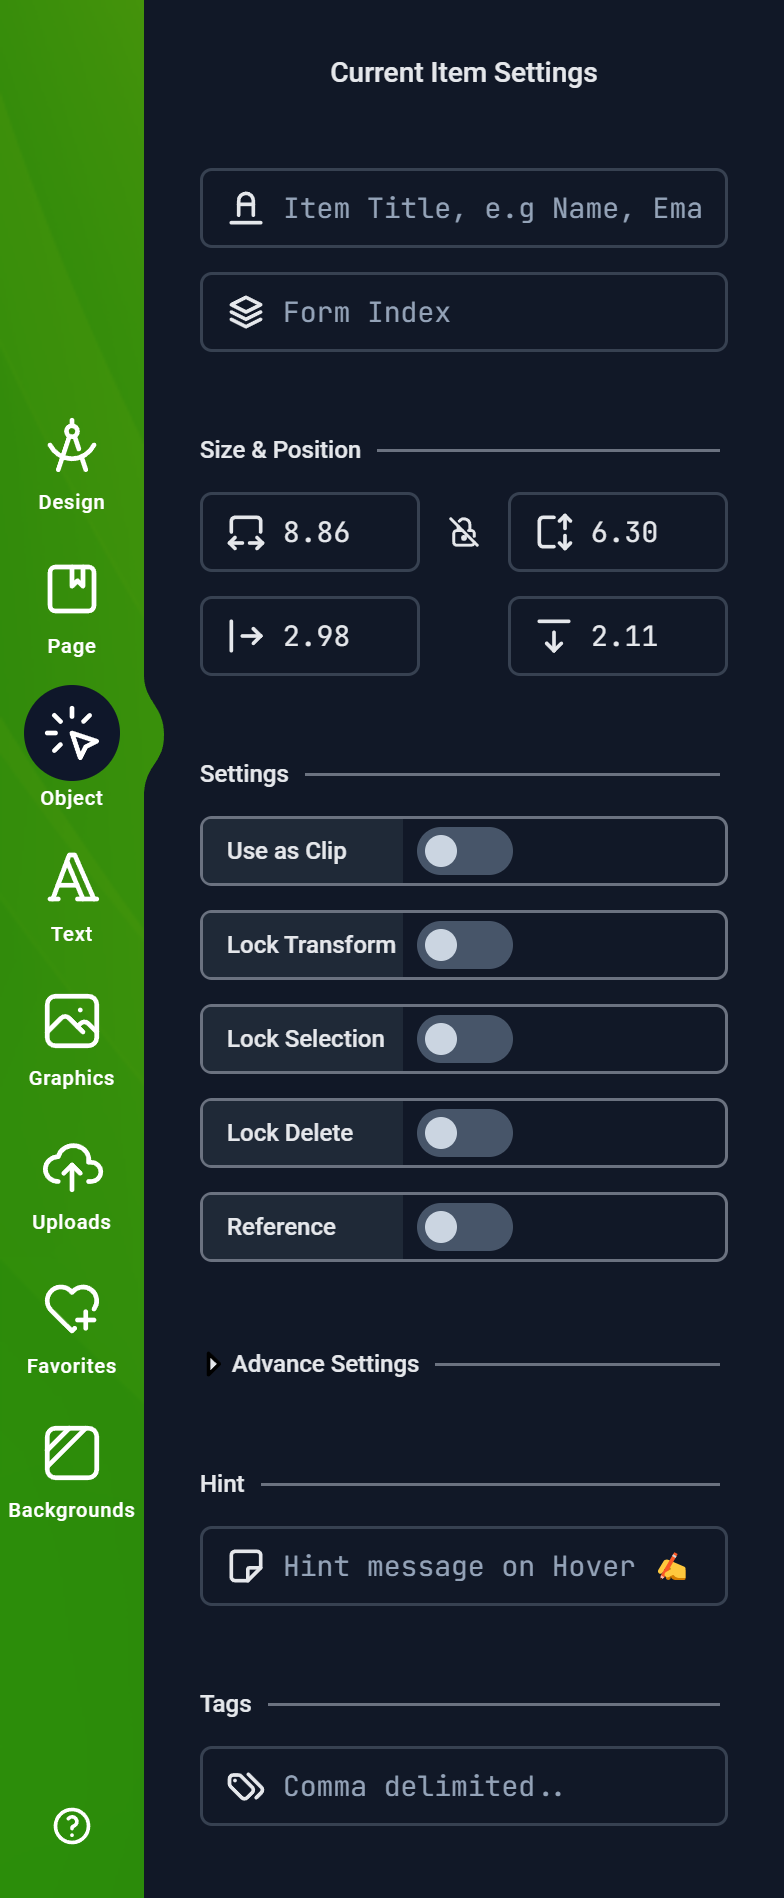 Current Item Settings
Item Title, e.g Name, Ema
Form Index
Size & Position
8.86
6.30
2.98
2.11
Settings
Use as Clip
Lock Transform
Lock Selection
Lock Delete
Reference
Advance Settings
Hint
Hint message on Hover ✍️
Tags
Comma delimited..
Design
Page
Object
Text
Graphics
Uploads
Favorites
Backgrounds